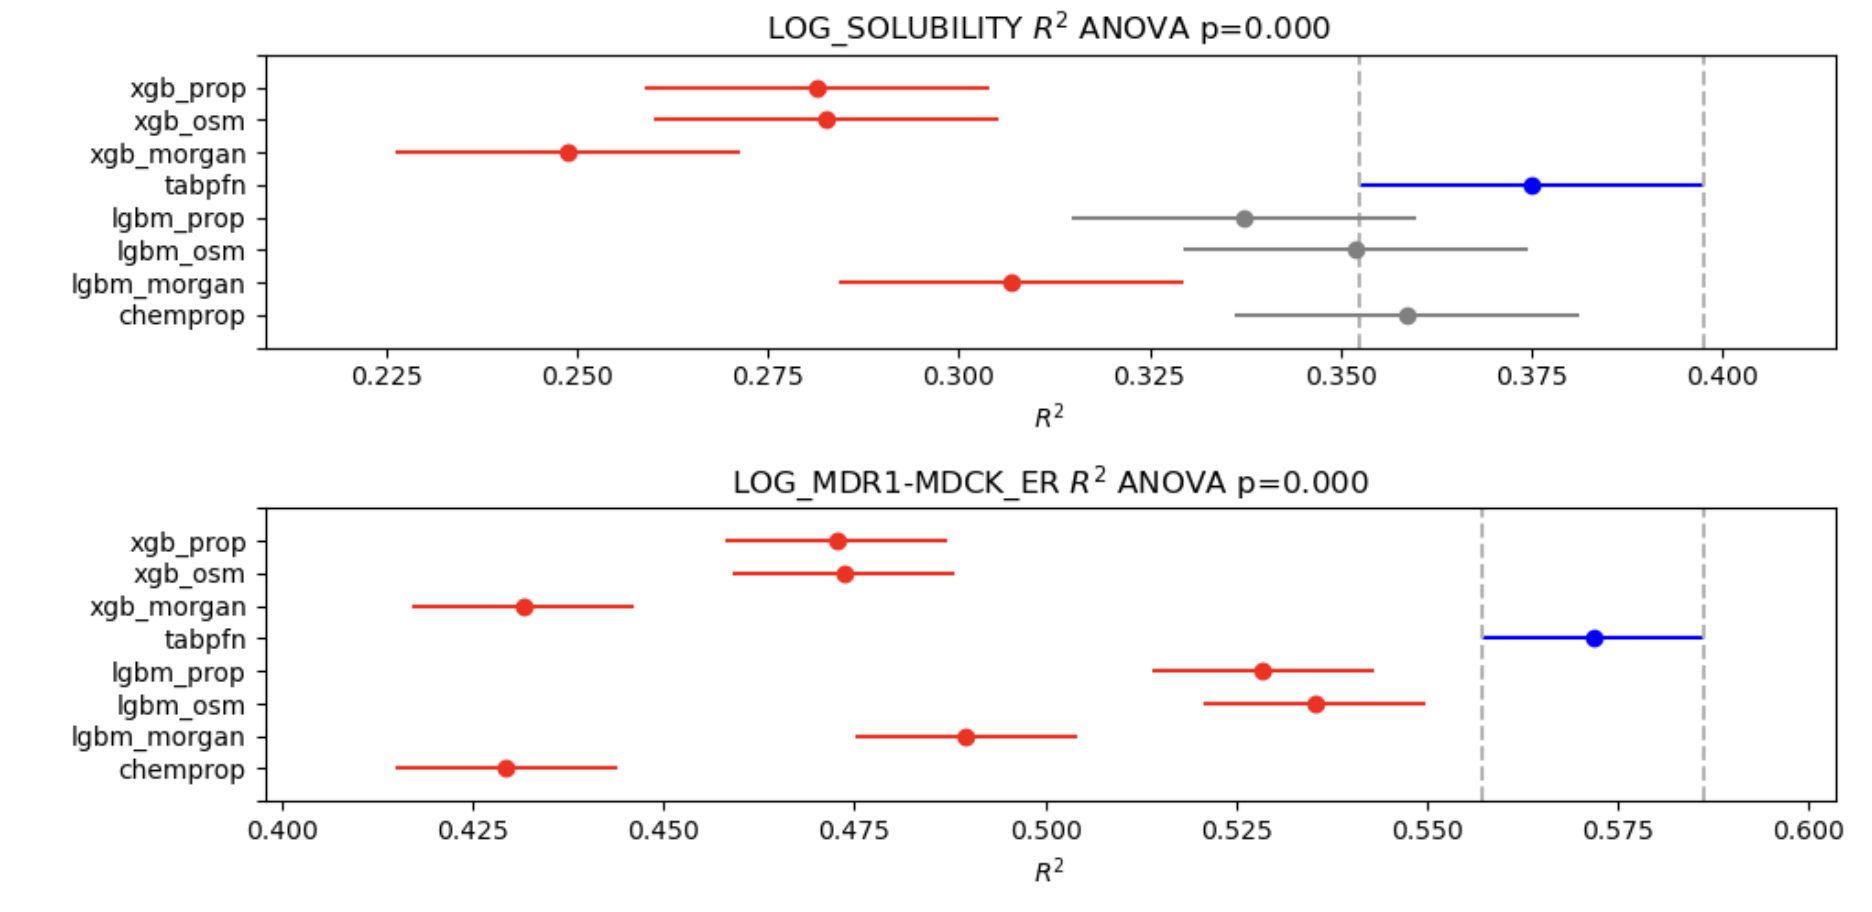 LOG_SOLUBILITY R² ANOVA p=0.000
xgb_prop
xgb_osm
xgb_morgan
tabpfn
lgbm_prop
lgbm_osm
lgbm_morgan
chemprop
0.225 0.250 0.275 0.300 0.325 0.350 0.375 0.400
R²
LOG_MDR1-MDCK_ER R² ANOVA p=0.000
xgb_prop
xgb_osm
xgb_morgan
tabpfn
lgbm_prop
lgbm_osm
lgbm_morgan
chemprop
0.400 0.425 0.450 0.475 0.500 0.525 0.550 0.575 0.600
R²